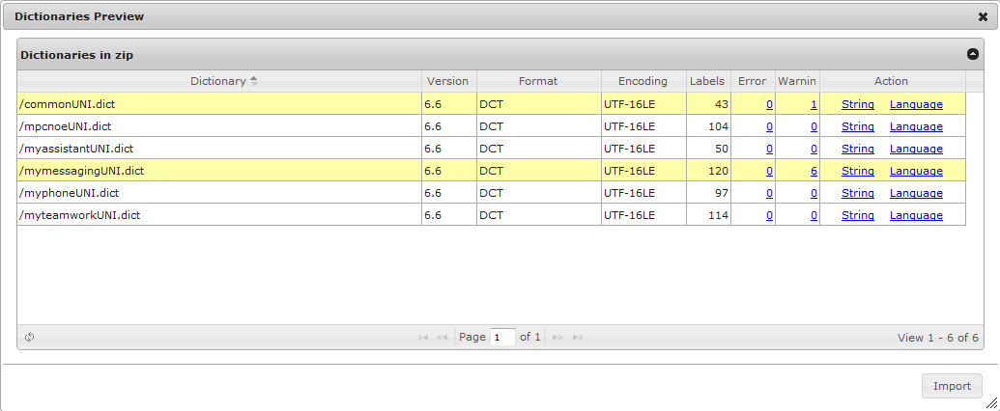 Dictionaries Preview
Dictionaries in zip
Dictionary Version Format Encoding Labels Error Warnin Action
/commonUNI.dict 6.6 DCT UTF-16LE 43 0 1 String Language
/mpcnoeUNI.dict 6.6 DCT UTF-16LE 104 0 0 String Language
/myassistantUNI.dict 6.6 DCT UTF-16LE 50 0 0 String Language
/mymessagingUNI.dict 6.6 DCT UTF-16LE 120 0 6 String Language
/myphoneUNI.dict 6.6 DCT UTF-16LE 97 0 0 String Language
/myteamworkUNI.dict 6.6 DCT UTF-16LE 114 0 0 String Language
Page 1 of 1 View 1 - 6 of 6
Import